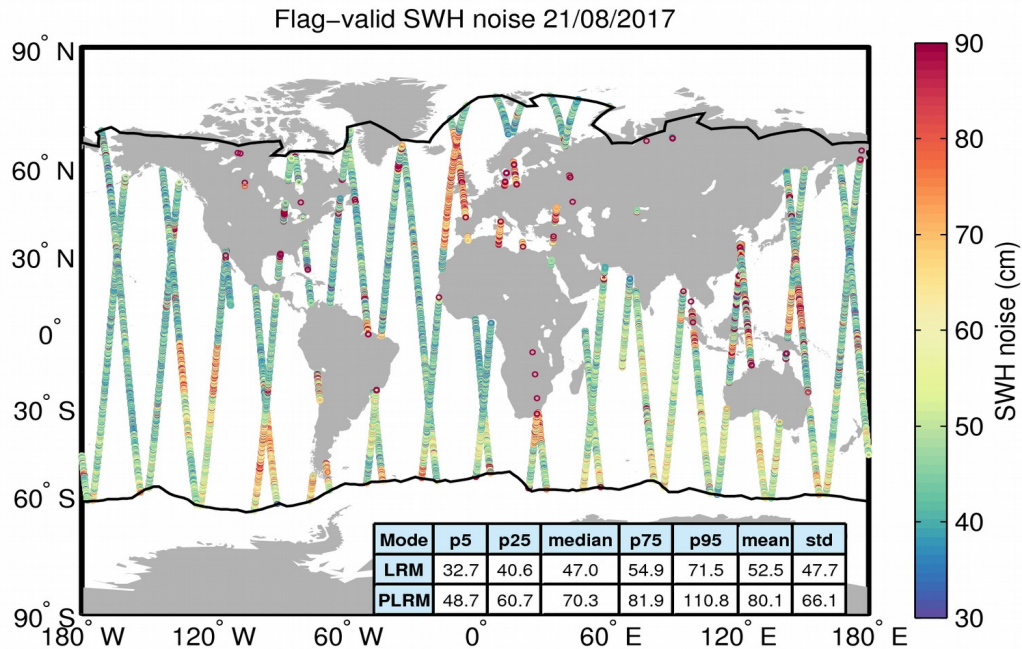 Flag–valid SWH noise 21/08/2017
90° N
60° N
30° N
0°
30° S
60° S
90° S
180° W 120° W 60° W 0° 60° E 120° E 180° E
Mode p5 p25 median p75 p95 mean std
LRM 32.7 40.6 47.0 54.9 71.5 52.5 47.7
PLRM 48.7 60.7 70.3 81.9 110.8 80.1 66.1
90
80
70
60
50
40
30
SWH noise (cm)